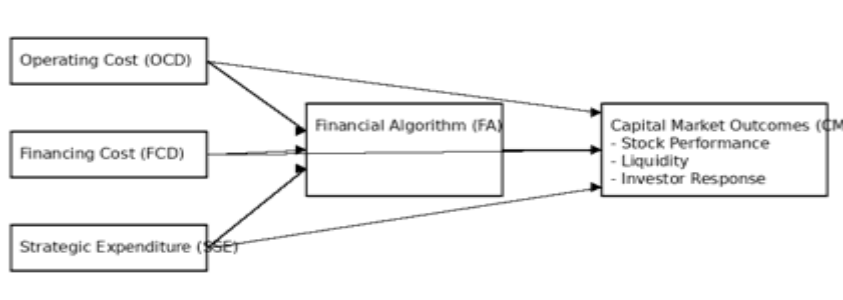 Operating Cost (OCD)
Financial Algorithm (FA)
Capital Market Outcomes (CM
- Stock Performance
- Liquidity
- Investor Response
Financing Cost (FCD)
Strategic Expenditure (SSE)